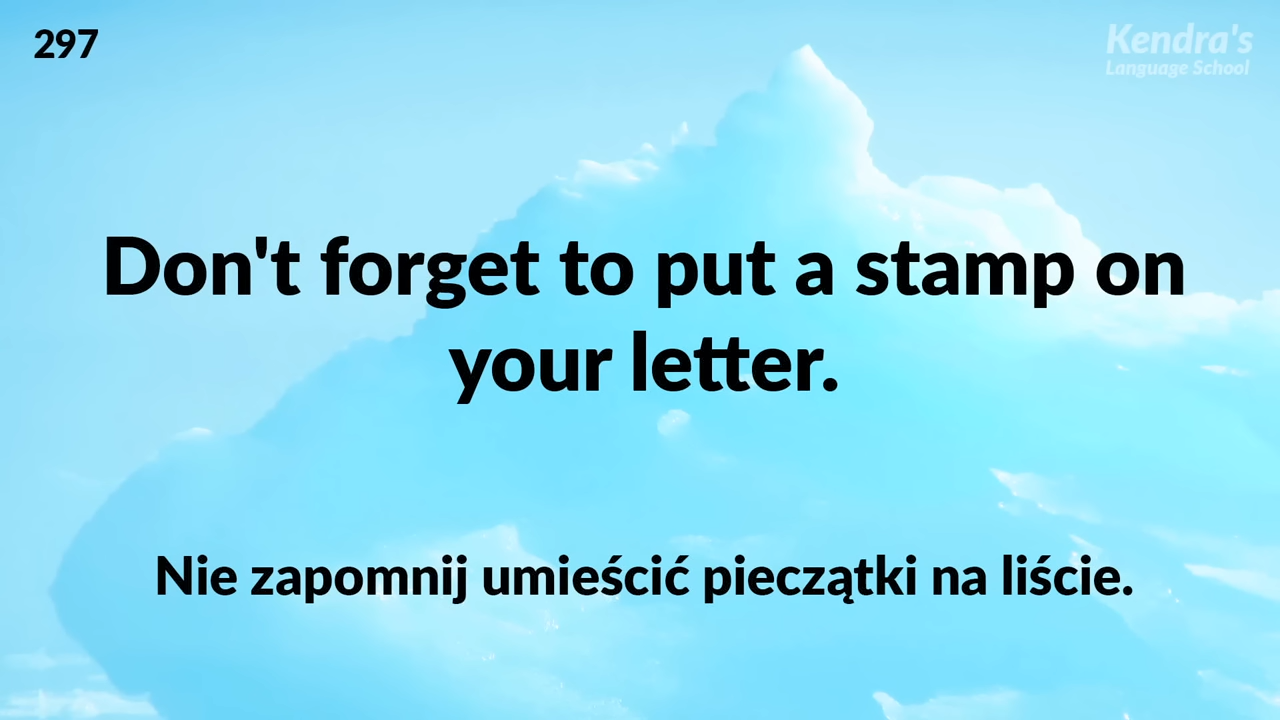 297
Kendra's
Language School
Don't forget to put a stamp on
your letter.
Nie zapomnij umieścić pieczątki na liście.